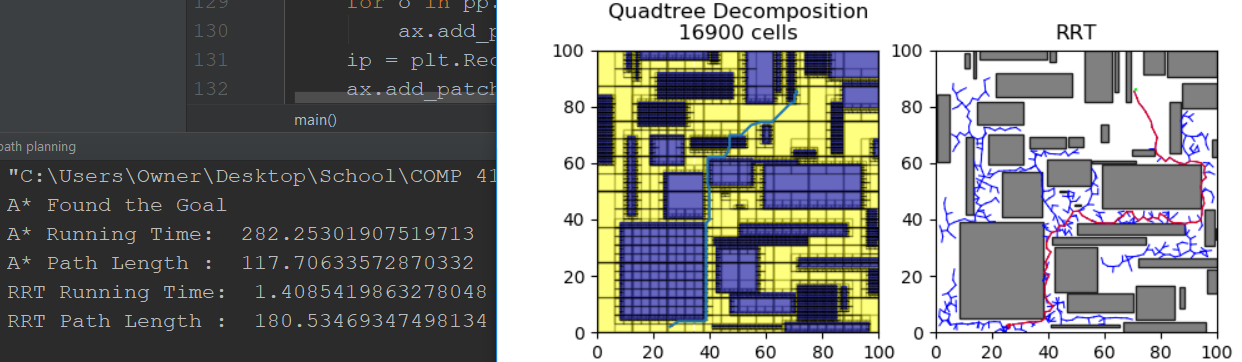 129 for o in pp.
130 ax.add_p
131 ip = plt.Rec
132 ax.add_patch
main()
path planning
"C:\Users\Owner\Desktop\School\COMP 41
A* Found the Goal
A* Running Time: 282.25301907519713
A* Path Length : 117.70633572870332
RRT Running Time: 1.4085419863278048
RRT Path Length : 180.53469347498134
Quadtree Decomposition
16900 cells
100
80
60
40
20
0
0 20 40 60 80 100
RRT
100
80
60
40
20
0
0 20 40 60 80 100